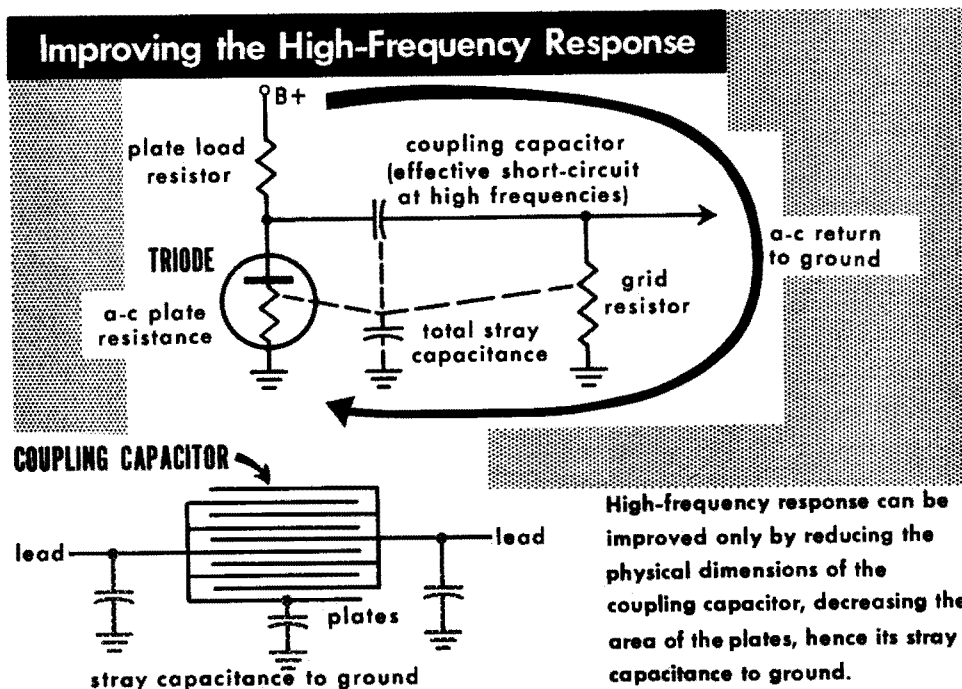 Improving the High-Frequency Response
B+
plate load
resistor
coupling capacitor
(effective short-circuit
at high frequencies)
a-c return
to ground
TRIODE
a-c plate
resistance
grid
resistor
total stray
capacitance
COUPLING CAPACITOR
lead
lead
plates
stray capacitance to ground
High-frequency response can be
improved only by reducing the
physical dimensions of the
coupling capacitor, decreasing the
area of the plates, hence its stray
capacitance to ground.